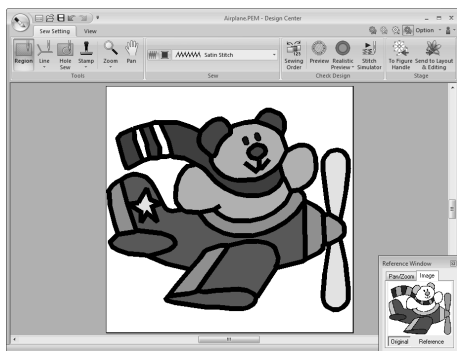 Airplane.PEM - Design Center
Sew Setting View Option
Region Line Hole Sew Stamp Zoom Pan
Satin Stitch
Sewing Order Preview Realistic Preview Stitch Simulator
To Figure Handle Send to Layout & Editing
Tools Sew Check Design Stage
Reference Window
Pan/Zoom Image
Original Reference